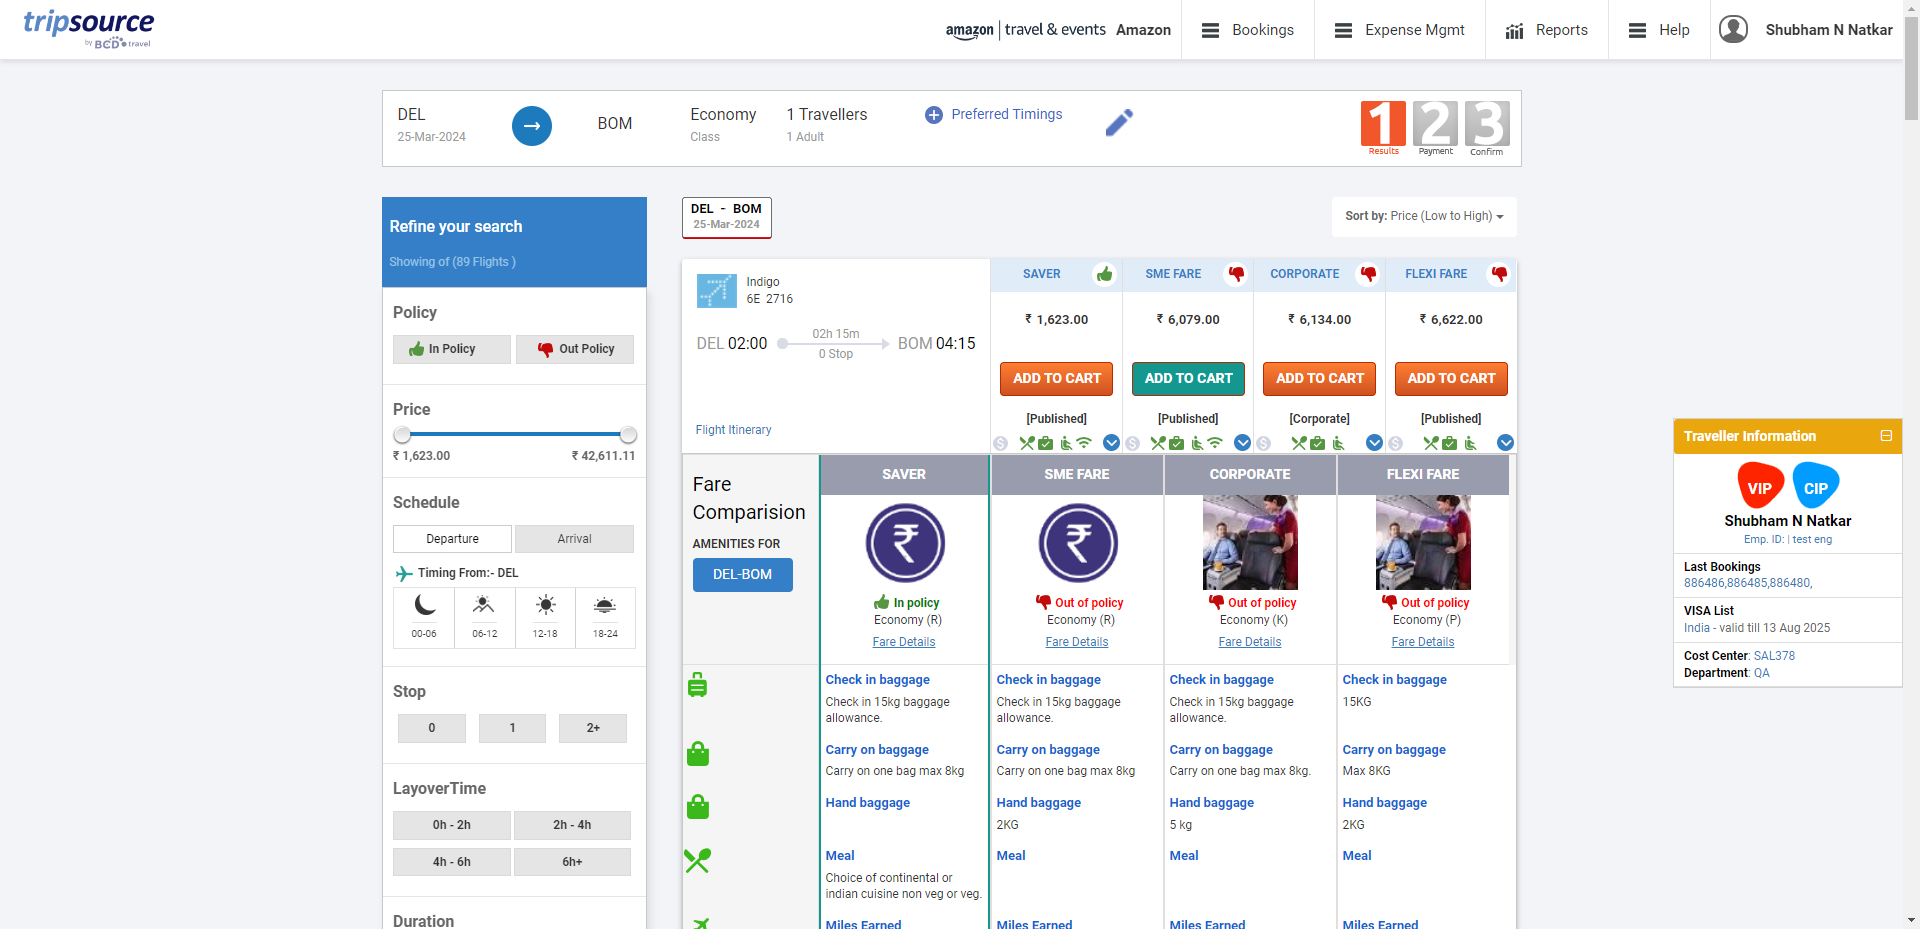 tripsource
by BCD travel
amazon | travel & events Amazon
Bookings
Expense Mgmt
Reports
Help
Shubham N Natkar
DEL
25-Mar-2024
BOM
Economy
Class
1 Travellers
1 Adult
Preferred Timings
1 2 3
Results Payment Confirm
Refine your search
Showing of (89 Flights )
Policy
In Policy
Out Policy
Price
₹ 1,623.00
₹ 42,611.11
Schedule
Departure
Arrival
Timing From:- DEL
00-06
06-12
12-18
18-24
Stop
0
1
2+
LayoverTime
0h - 2h
2h - 4h
4h - 6h
6h+
Duration
DEL - BOM
25-Mar-2024
Sort by: Price (Low to High)
Indigo
6E 2716
DEL 02:00
02h 15m
0 Stop
BOM 04:15
Flight Itinerary
SAVER
₹ 1,623.00
ADD TO CART
[Published]
SME FARE
₹ 6,079.00
ADD TO CART
[Published]
CORPORATE
₹ 6,134.00
ADD TO CART
[Corporate]
FLEXI FARE
₹ 6,622.00
ADD TO CART
[Published]
Fare
Comparision
AMENITIES FOR
DEL-BOM
SAVER
₹
In policy
Economy (R)
Fare Details
Check in baggage
Check in 15kg baggage
allowance.
Carry on baggage
Carry on one bag max 8kg
Hand baggage
Meal
Choice of continental or
indian cuisine non veg or veg.
Miles Earned
SME FARE
₹
Out of policy
Economy (R)
Fare Details
Check in baggage
Check in 15kg baggage
allowance.
Carry on baggage
Carry on one bag max 8kg
Hand baggage
2KG
Meal
Miles Earned
CORPORATE
Out of policy
Economy (K)
Fare Details
Check in baggage
Check in 15kg baggage
allowance.
Carry on baggage
Carry on one bag max 8kg.
Hand baggage
5 kg
Meal
Miles Earned
FLEXI FARE
Out of policy
Economy (P)
Fare Details
Check in baggage
15KG
Carry on baggage
Max 8KG
Hand baggage
2KG
Meal
Miles Earned
Traveller Information
VIP
CIP
Shubham N Natkar
Emp. ID: | test eng
Last Bookings
886486,886485,886480,
VISA List
India - valid till 13 Aug 2025
Cost Center: SAL378
Department: QA